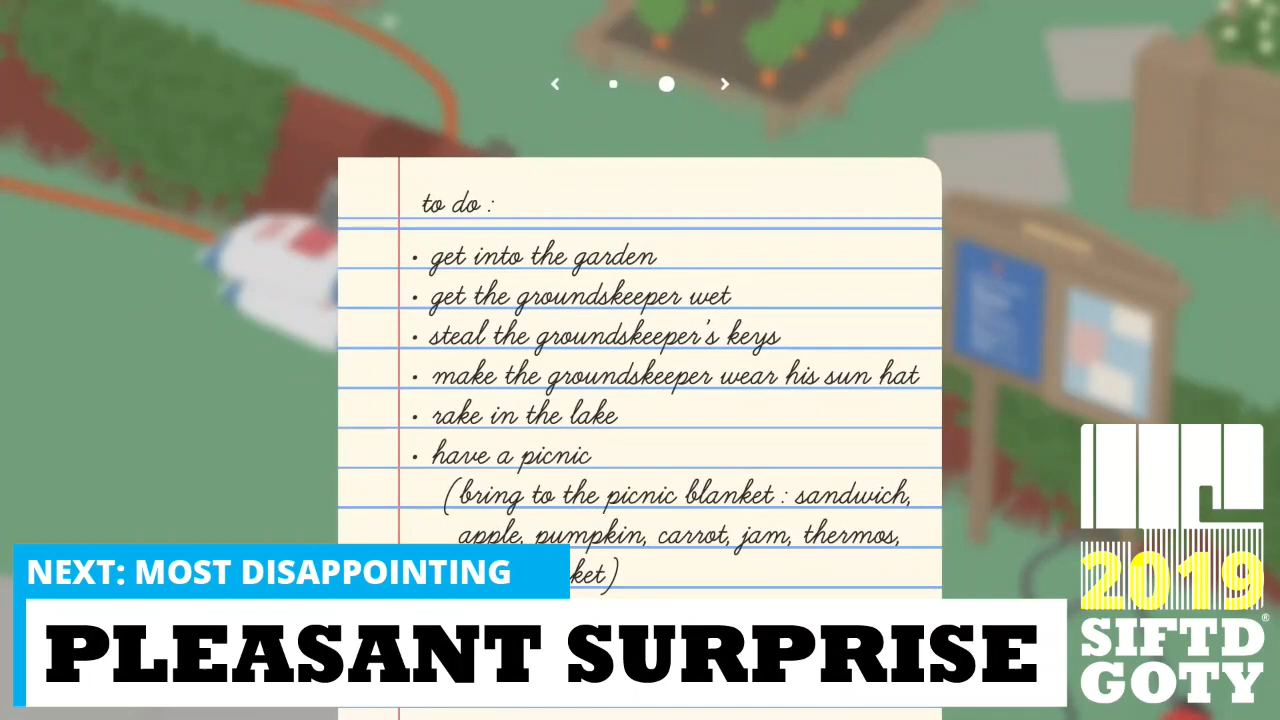 to do :
• get into the garden
• get the groundskeeper wet
• steal the groundskeeper's keys
• make the groundskeeper wear his sun hat
• rake in the lake
• have a picnic
(bring to the picnic blanket : sandwich,
apple, pumpkin, carrot, jam, thermos,
ket)
NEXT: MOST DISAPPOINTING
PLEASANT SURPRISE
2019
SIFTD®
GOTY